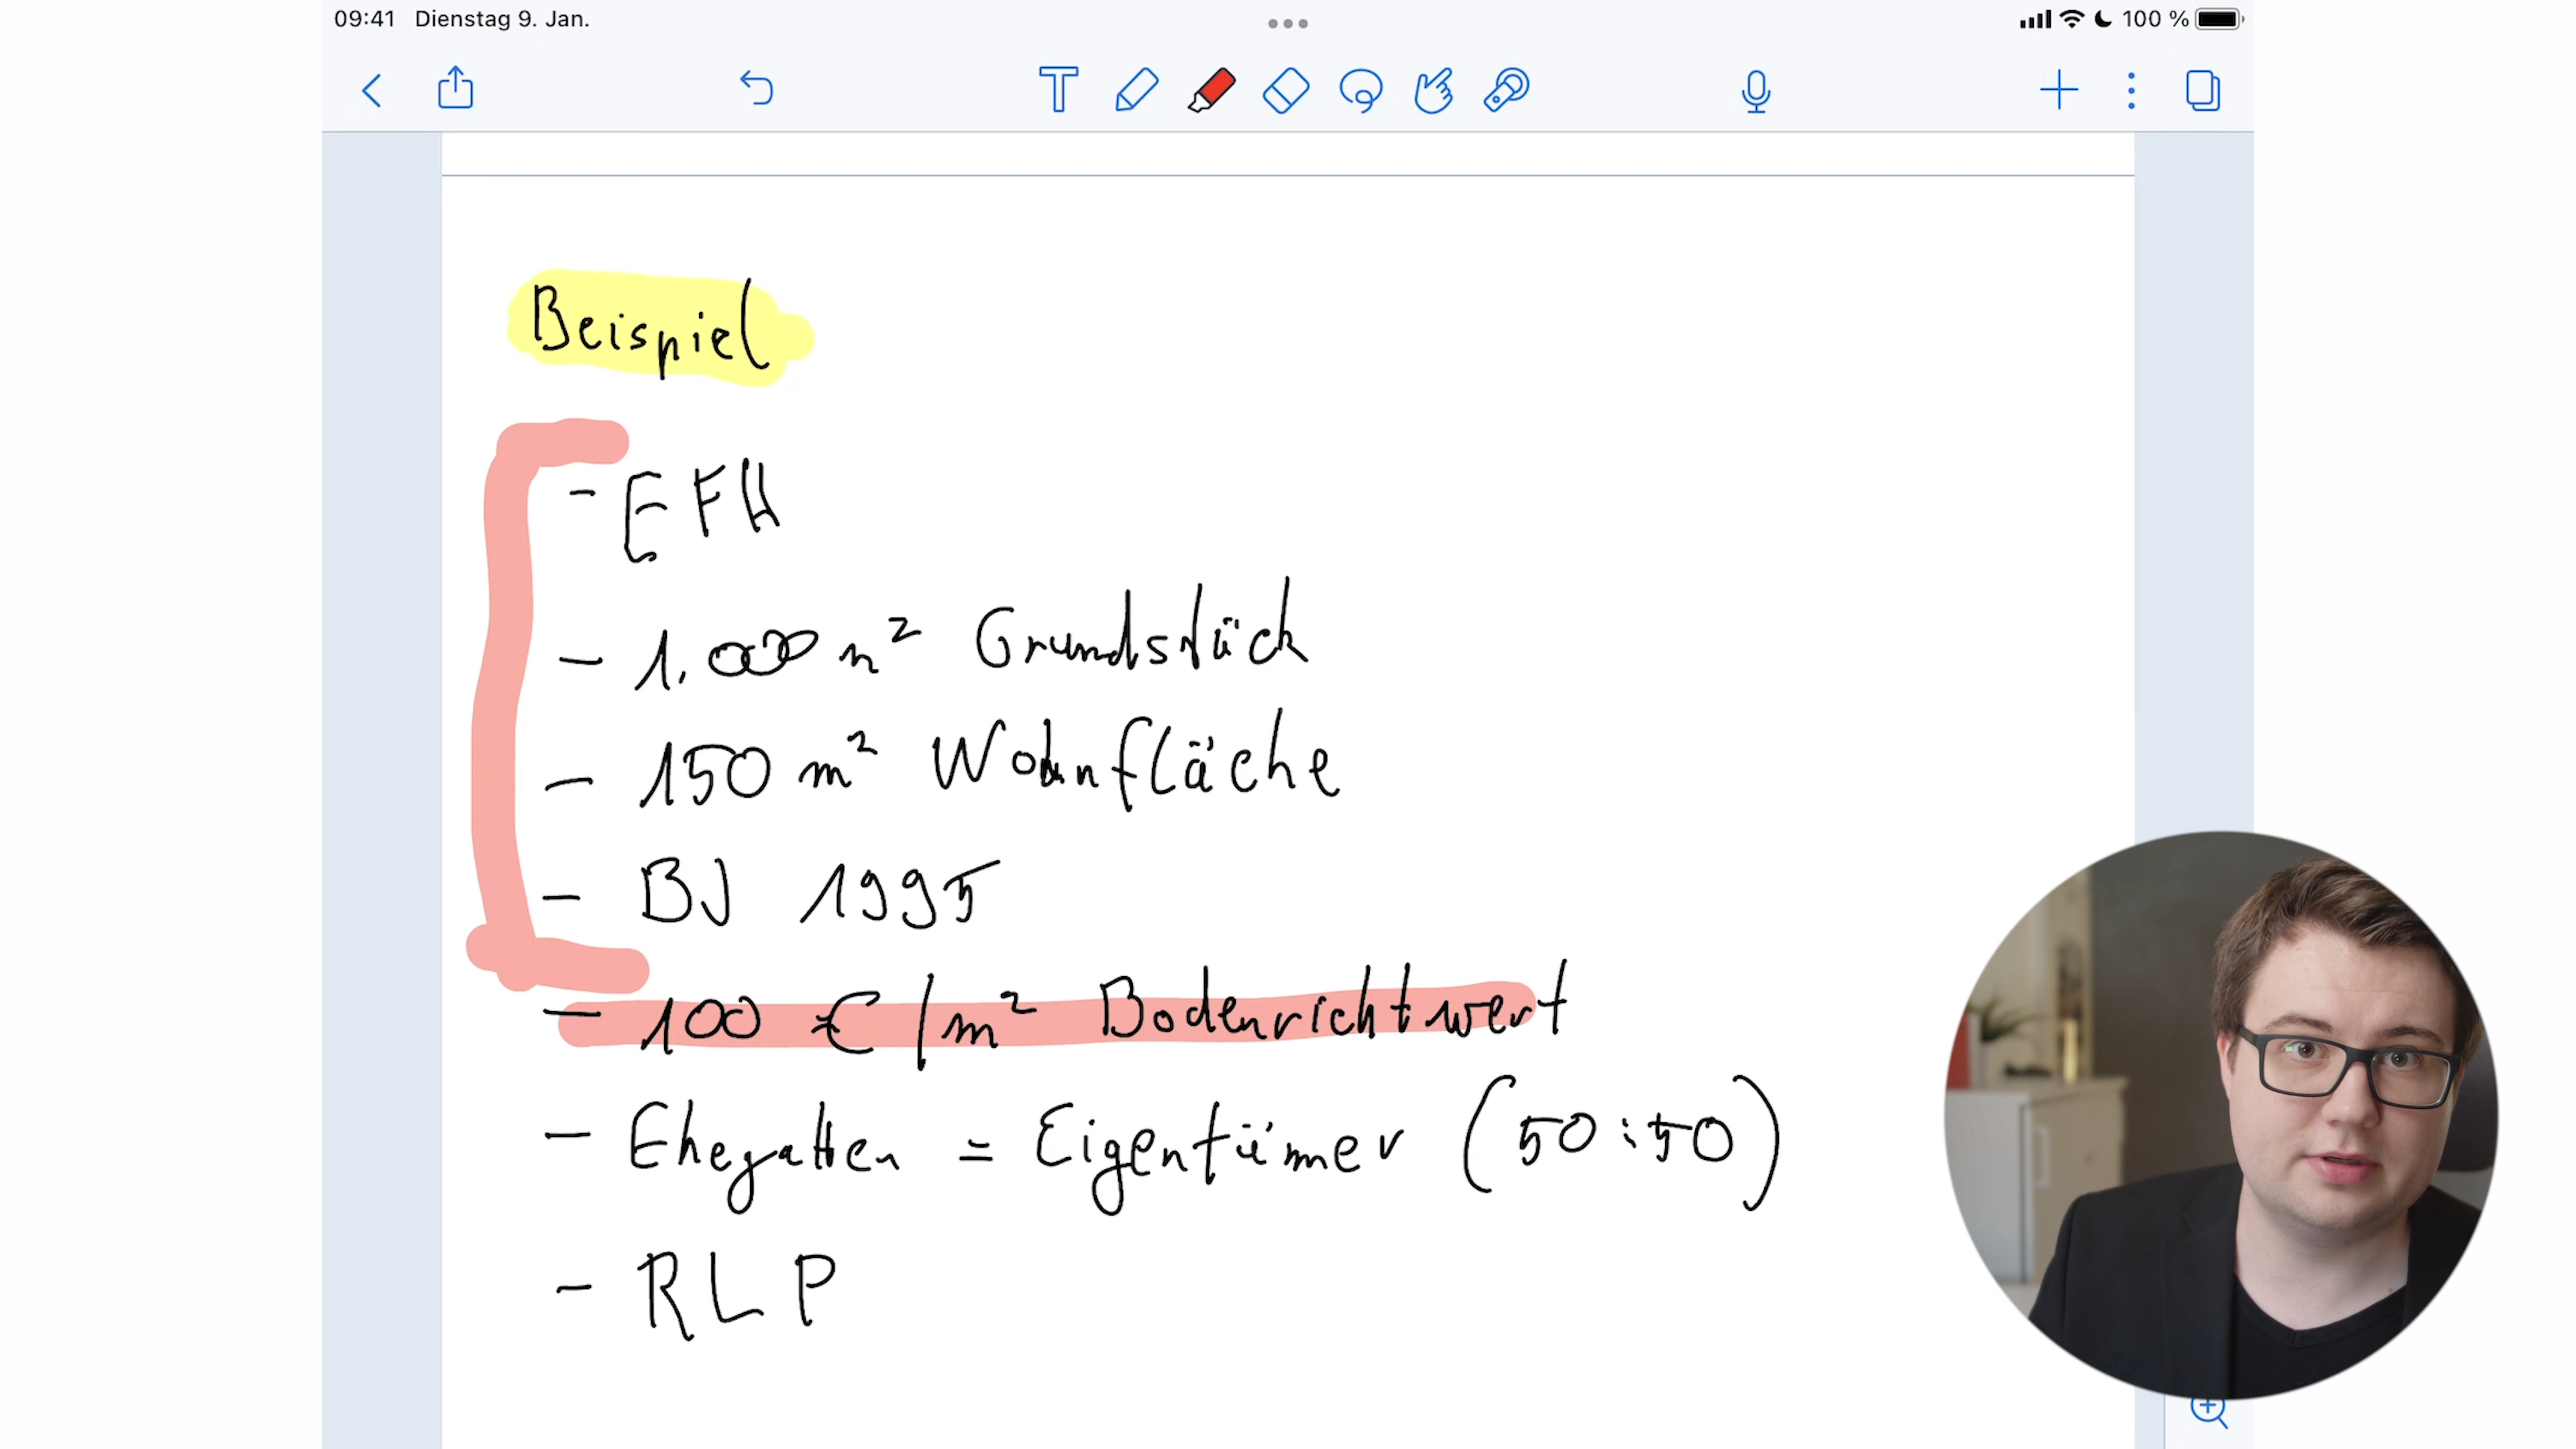 09:41 Dienstag 9. Jan. 100 %
Beispiel
- EFH
- 1.000 m² Grundstück
- 150 m² Wohnfläche
- BJ 1995
- 100 €/m² Bodenrichtwert
- Ehegatten = Eigentümer (50:50)
- RLP